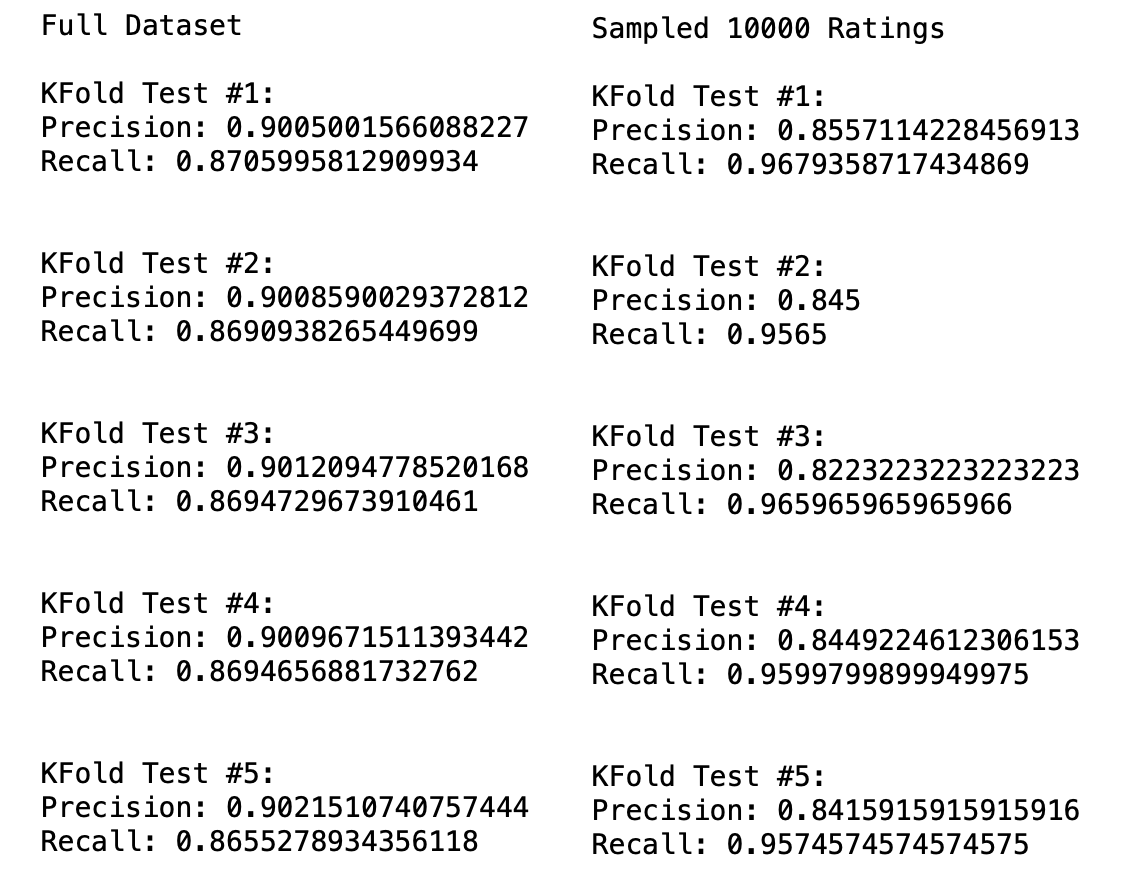 Full Dataset
KFold Test #1:
Precision: 0.9005001566088227
Recall: 0.8705995812909934
KFold Test #2:
Precision: 0.9008590029372812
Recall: 0.8690938265449699
KFold Test #3:
Precision: 0.9012094778520168
Recall: 0.8694729673910461
KFold Test #4:
Precision: 0.9009671511393442
Recall: 0.8694656881732762
KFold Test #5:
Precision: 0.9021510740757444
Recall: 0.8655278934356118
Sampled 10000 Ratings
KFold Test #1:
Precision: 0.8557114228456913
Recall: 0.9679358717434869
KFold Test #2:
Precision: 0.845
Recall: 0.9565
KFold Test #3:
Precision: 0.8223223223223223
Recall: 0.965965965965966
KFold Test #4:
Precision: 0.8449224612306153
Recall: 0.9599799899949975
KFold Test #5:
Precision: 0.8415915915915916
Recall: 0.9574574574574575